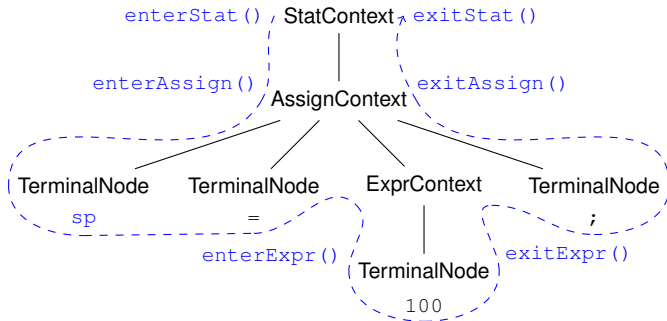 enterStat() StatContext exitStat()
enterAssign() exitAssign()
AssignContext
TerminalNode TerminalNode ExprContext TerminalNode
sp = ;
enterExpr() exitExpr()
TerminalNode
100